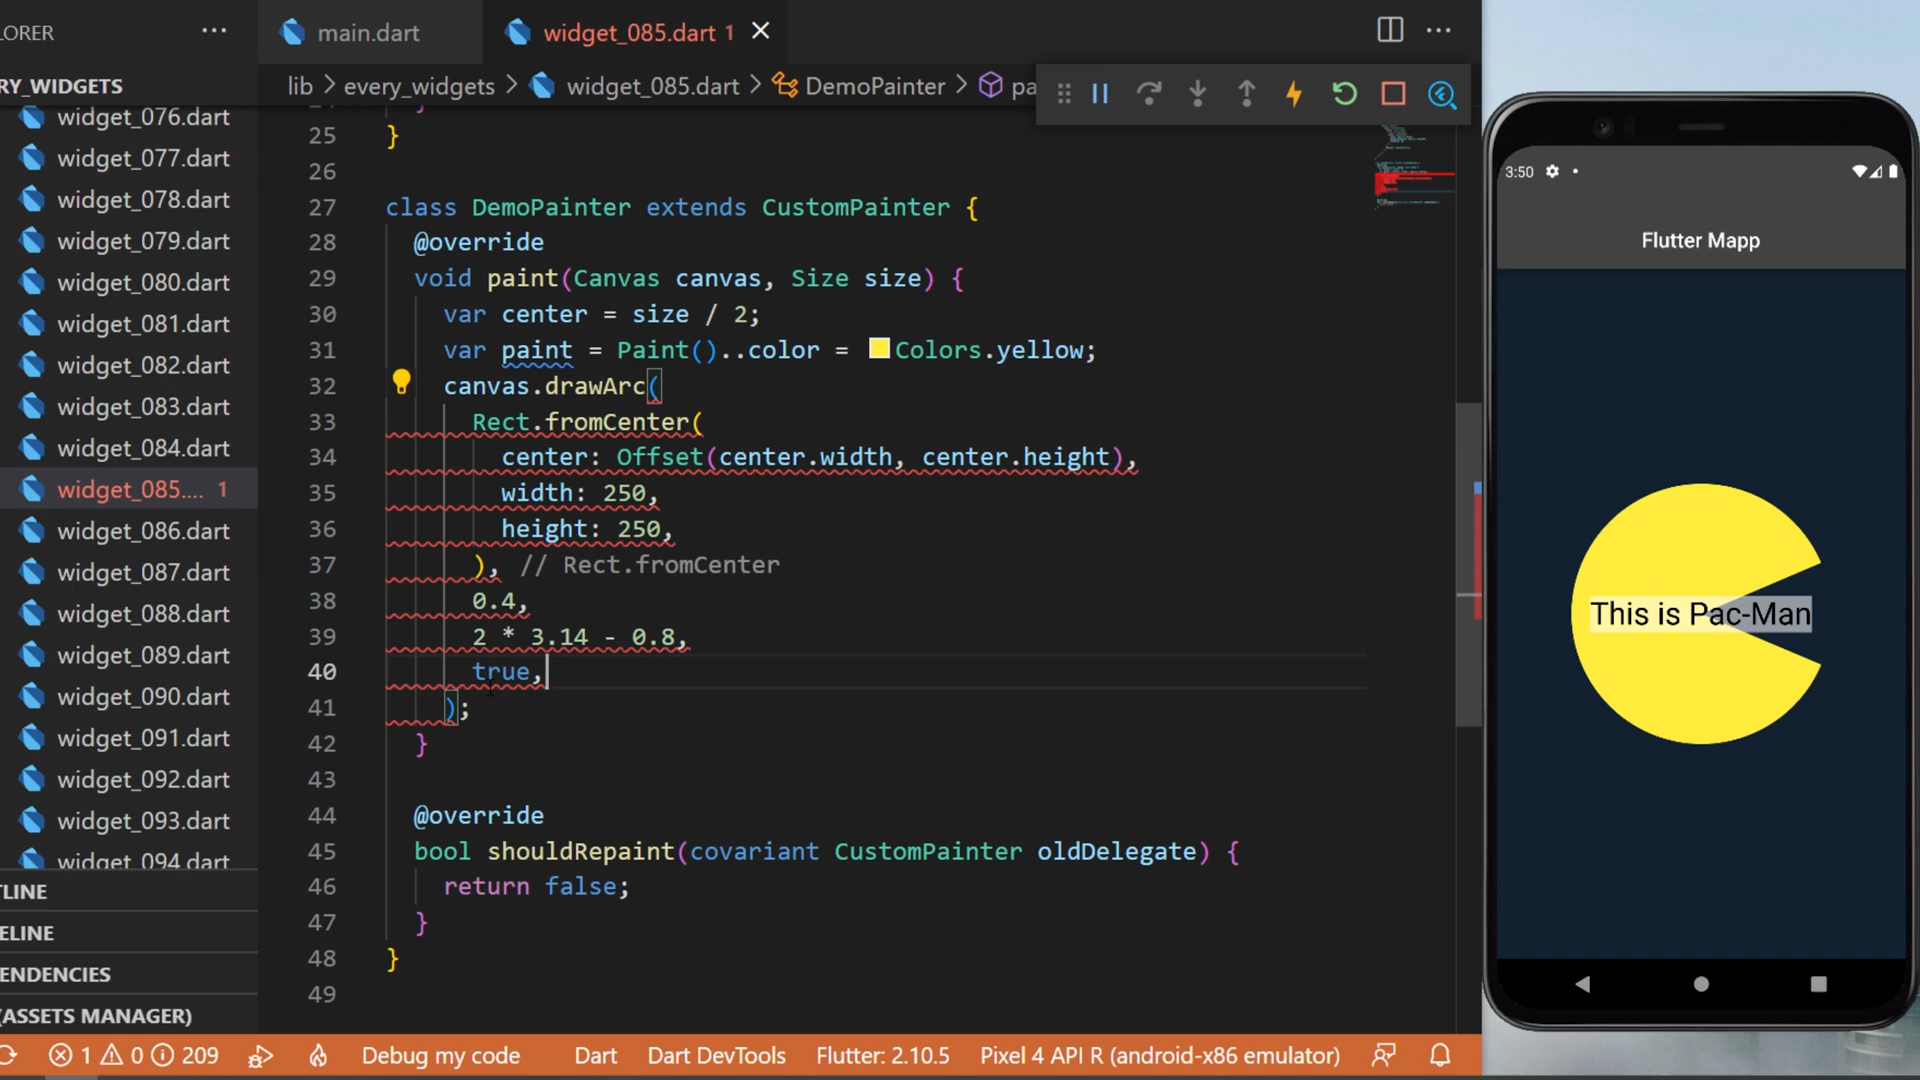 LORER ...
main.dart
widget_085.dart 1
RY_WIDGETS
lib > every_widgets > widget_085.dart > DemoPainter > pa
widget_076.dart
widget_077.dart
widget_078.dart
widget_079.dart
widget_080.dart
widget_081.dart
widget_082.dart
widget_083.dart
widget_084.dart
widget_085.... 1
widget_086.dart
widget_087.dart
widget_088.dart
widget_089.dart
widget_090.dart
widget_091.dart
widget_092.dart
widget_093.dart
widget_094.dart
TLINE
ELINE
ENDENCIES
(ASSETS MANAGER)
25 }
26
27 class DemoPainter extends CustomPainter {
28 @override
29 void paint(Canvas canvas, Size size) {
30 var center = size / 2;
31 var paint = Paint()..color = Colors.yellow;
32 canvas.drawArc(
33 Rect.fromCenter(
34 center: Offset(center.width, center.height),
35 width: 250,
36 height: 250,
37 ), // Rect.fromCenter
38 0.4,
39 2 * 3.14 - 0.8,
40 true,
41 );
42 }
43
44 @override
45 bool shouldRepaint(covariant CustomPainter oldDelegate) {
46 return false;
47 }
48 }
49
3:50
Flutter Mapp
This is Pac-Man
1 0 209 Debug my code Dart Dart DevTools Flutter: 2.10.5 Pixel 4 API R (android-x86 emulator)